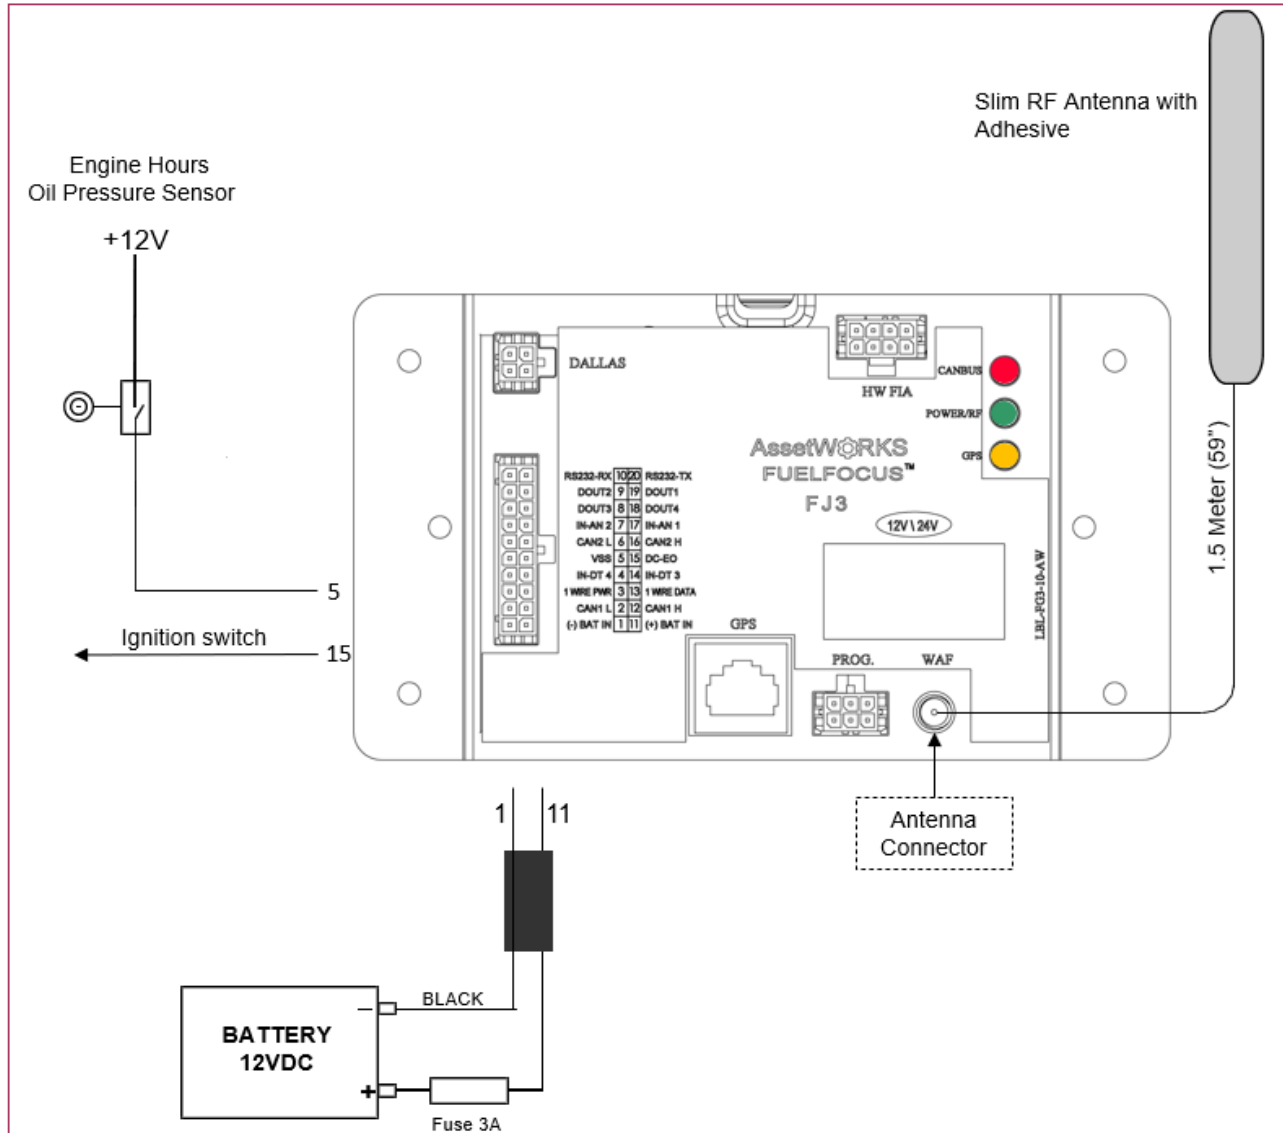 Slim RF Antenna with
Adhesive
Engine Hours
Oil Pressure Sensor
+12V
DALLAS
HW FIA
CANBUS
POWER/RF
GPS
AssetWORKS
FUELFOCUS™
FJ3
12V\24V
RS232-RX 10 20 RS232-TX
DOUT2 9 19 DOUT1
DOUT3 8 18 DOUT4
IN-AN 2 7 17 IN-AN 1
CAN2 L 6 16 CAN2 H
VSS 5 15 DC-EO
IN-DT 4 4 14 IN-DT 3
1 WIRE PWR 3 13 1 WIRE DATA
CAN1 L 2 12 CAN1 H
(-) BAT IN 1 11 (+) BAT IN
LBL-FG3-10-AW
1.5 Meter (59")
5
Ignition switch
15
GPS
PROG.
WAF
1
11
Antenna
Connector
BLACK
–
BATTERY
12VDC
+
Fuse 3A